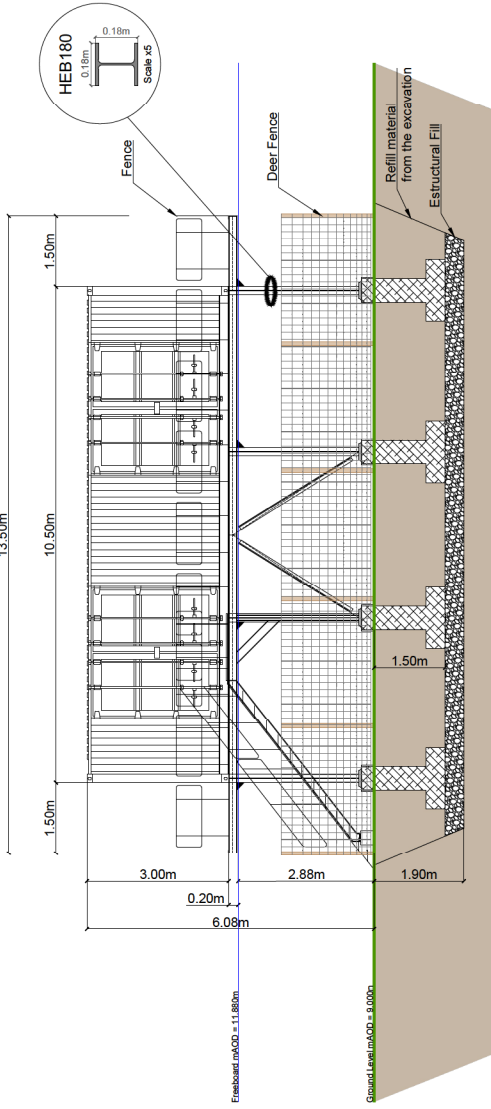 HEB180
0.18m
0.18m
Scale x5
Fence
Deer Fence
Refill material
from the excavation
Estructural Fill
13.50m
1.50m
10.50m
1.50m
3.00m
0.20m
2.88m
6.08m
1.50m
1.90m
Freeboard mAOD = 11.880m
Ground Level mAOD = 9.000m